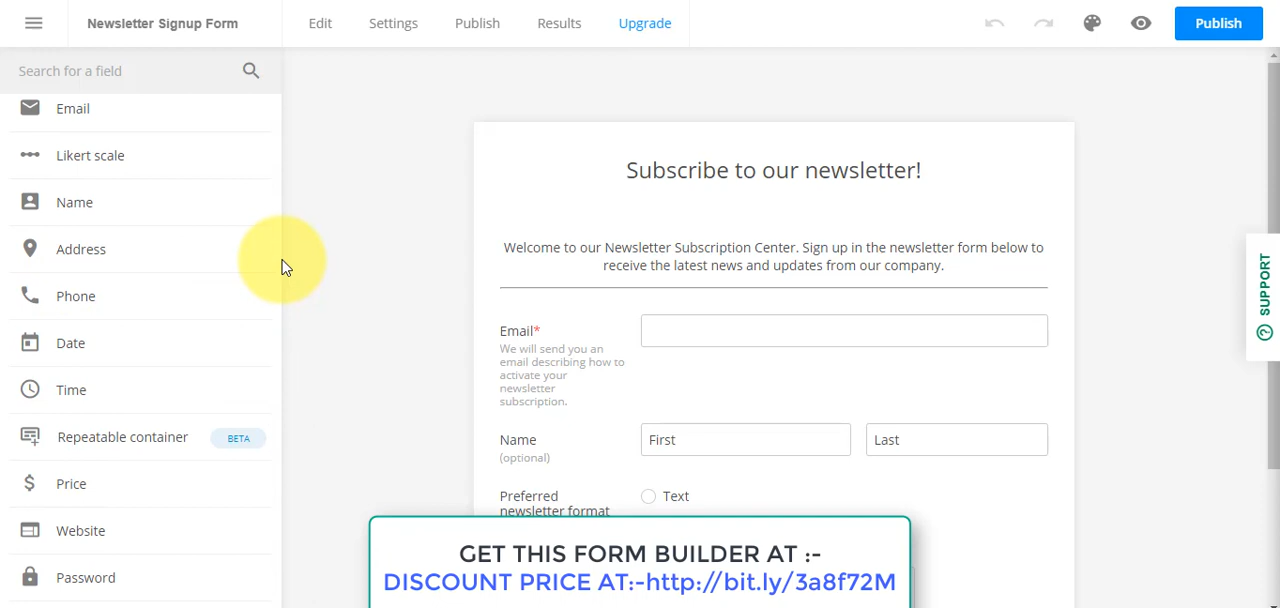 Newsletter Signup Form
Edit
Settings
Publish
Results
Upgrade
Publish
Search for a field
Email
Likert scale
Name
Address
Phone
Date
Time
Repeatable container BETA
Price
Website
Password
Subscribe to our newsletter!
Welcome to our Newsletter Subscription Center. Sign up in the newsletter form below to
receive the latest news and updates from our company.
Email*
We will send you an
email describing how to
activate your
newsletter
subscription.
Name
(optional)
First
Last
Preferred
newsletter format
Text
SUPPORT
GET THIS FORM BUILDER AT :-
DISCOUNT PRICE AT:-http://bit.ly/3a8f72M